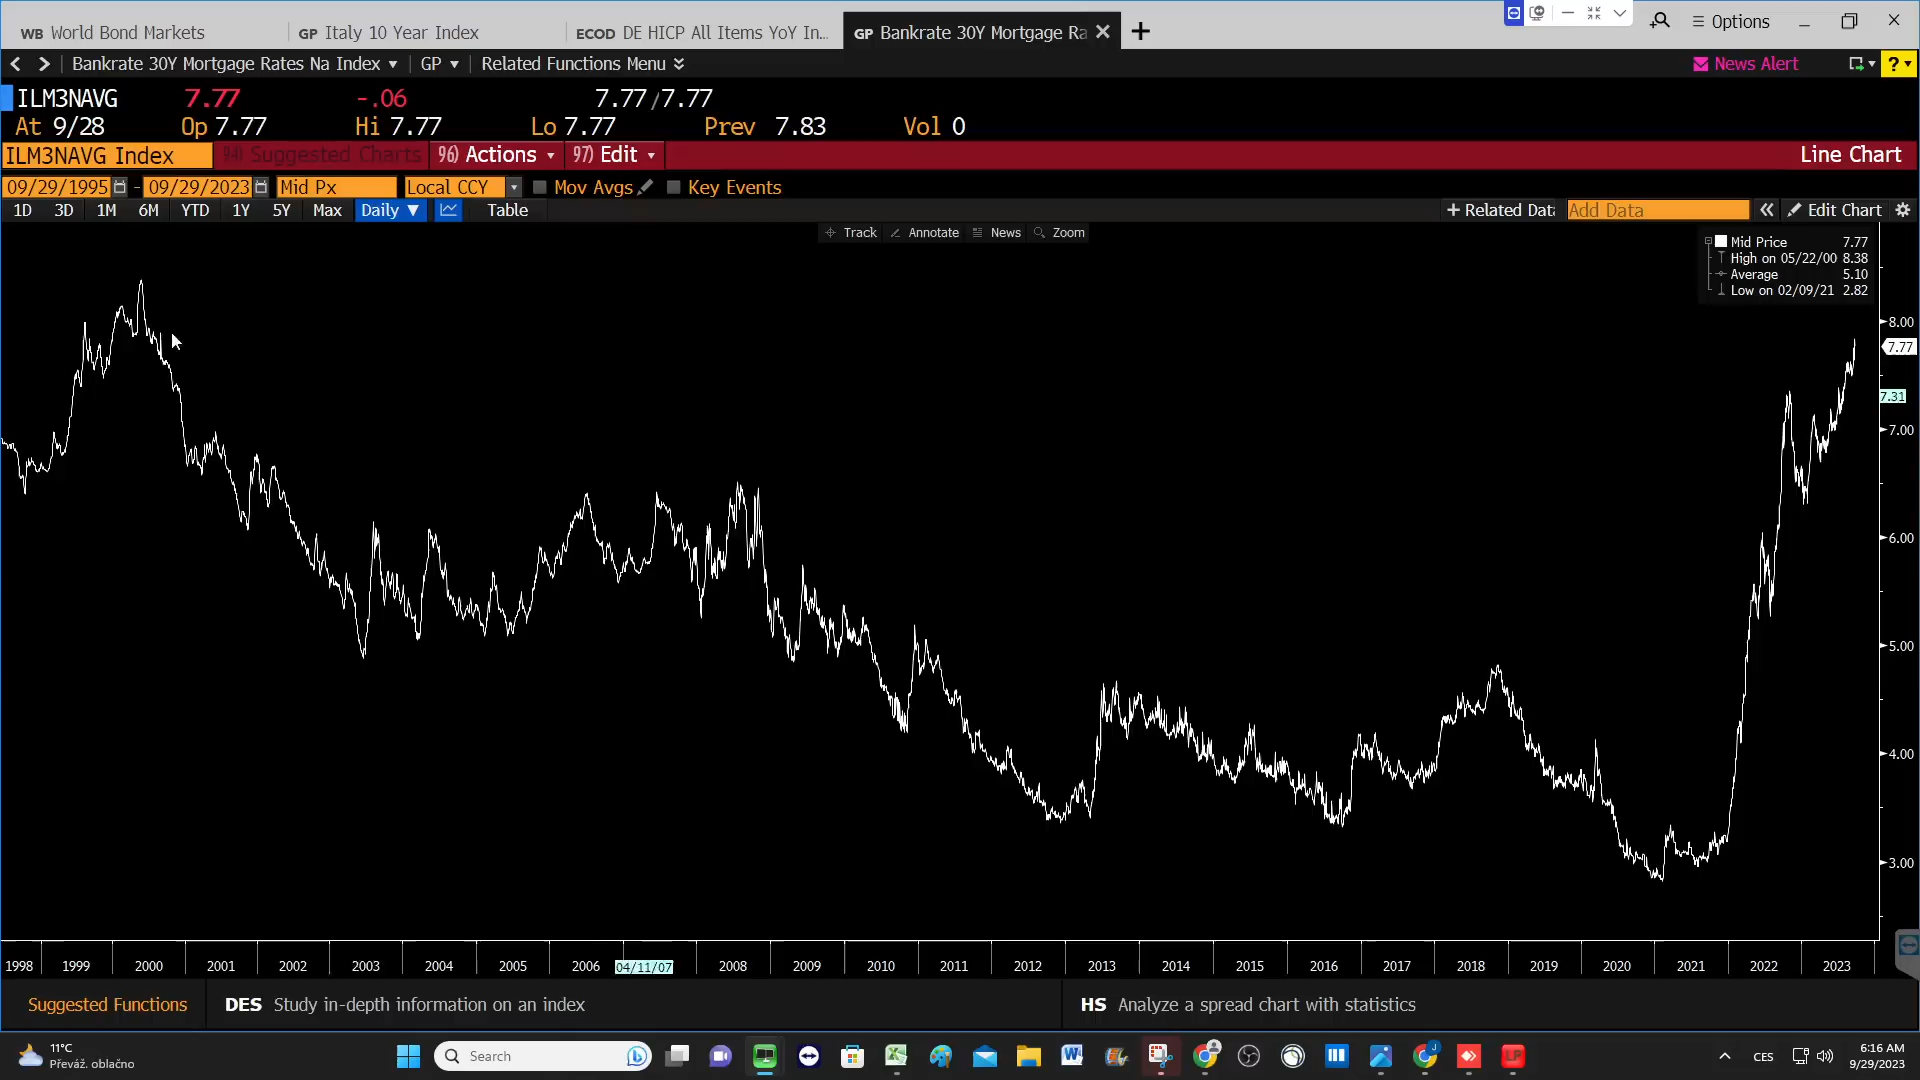 WB World Bond Markets GP Italy 10 Year Index ECOD DE HICP All Items YoY In... GP Bankrate 30Y Mortgage Ra Options
Bankrate 30Y Mortgage Rates Na Index GP Related Functions Menu News Alert ?
ILM3NAVG 7.77 -.06 7.77/7.77
At 9/28 Op 7.77 Hi 7.77 Lo 7.77 Prev 7.83 Vol 0
ILM3NAVG Index 94) Suggested Charts 96) Actions 97) Edit Line Chart
09/29/1995 - 09/29/2023 Mid Px Local CCY Mov Avgs Key Events
1D 3D 1M 6M YTD 1Y 5Y Max Daily ▼ Table + Related Data Add Data « Edit Chart
Track Annotate News Zoom
Mid Price 7.77
High on 05/22/00 8.38
Average 5.10
Low on 02/09/21 2.82
8.00
7.77
7.31
7.00
6.00
5.00
4.00
3.00
1998 1999 2000 2001 2002 2003 2004 2005 2006 04/11/07 2008 2009 2010 2011 2012 2013 2014 2015 2016 2017 2018 2019 2020 2021 2022 2023
Suggested Functions DES Study in-depth information on an index HS Analyze a spread chart with statistics
11°C
Převáž. oblačno
Search
CES
6:16 AM
9/29/2023